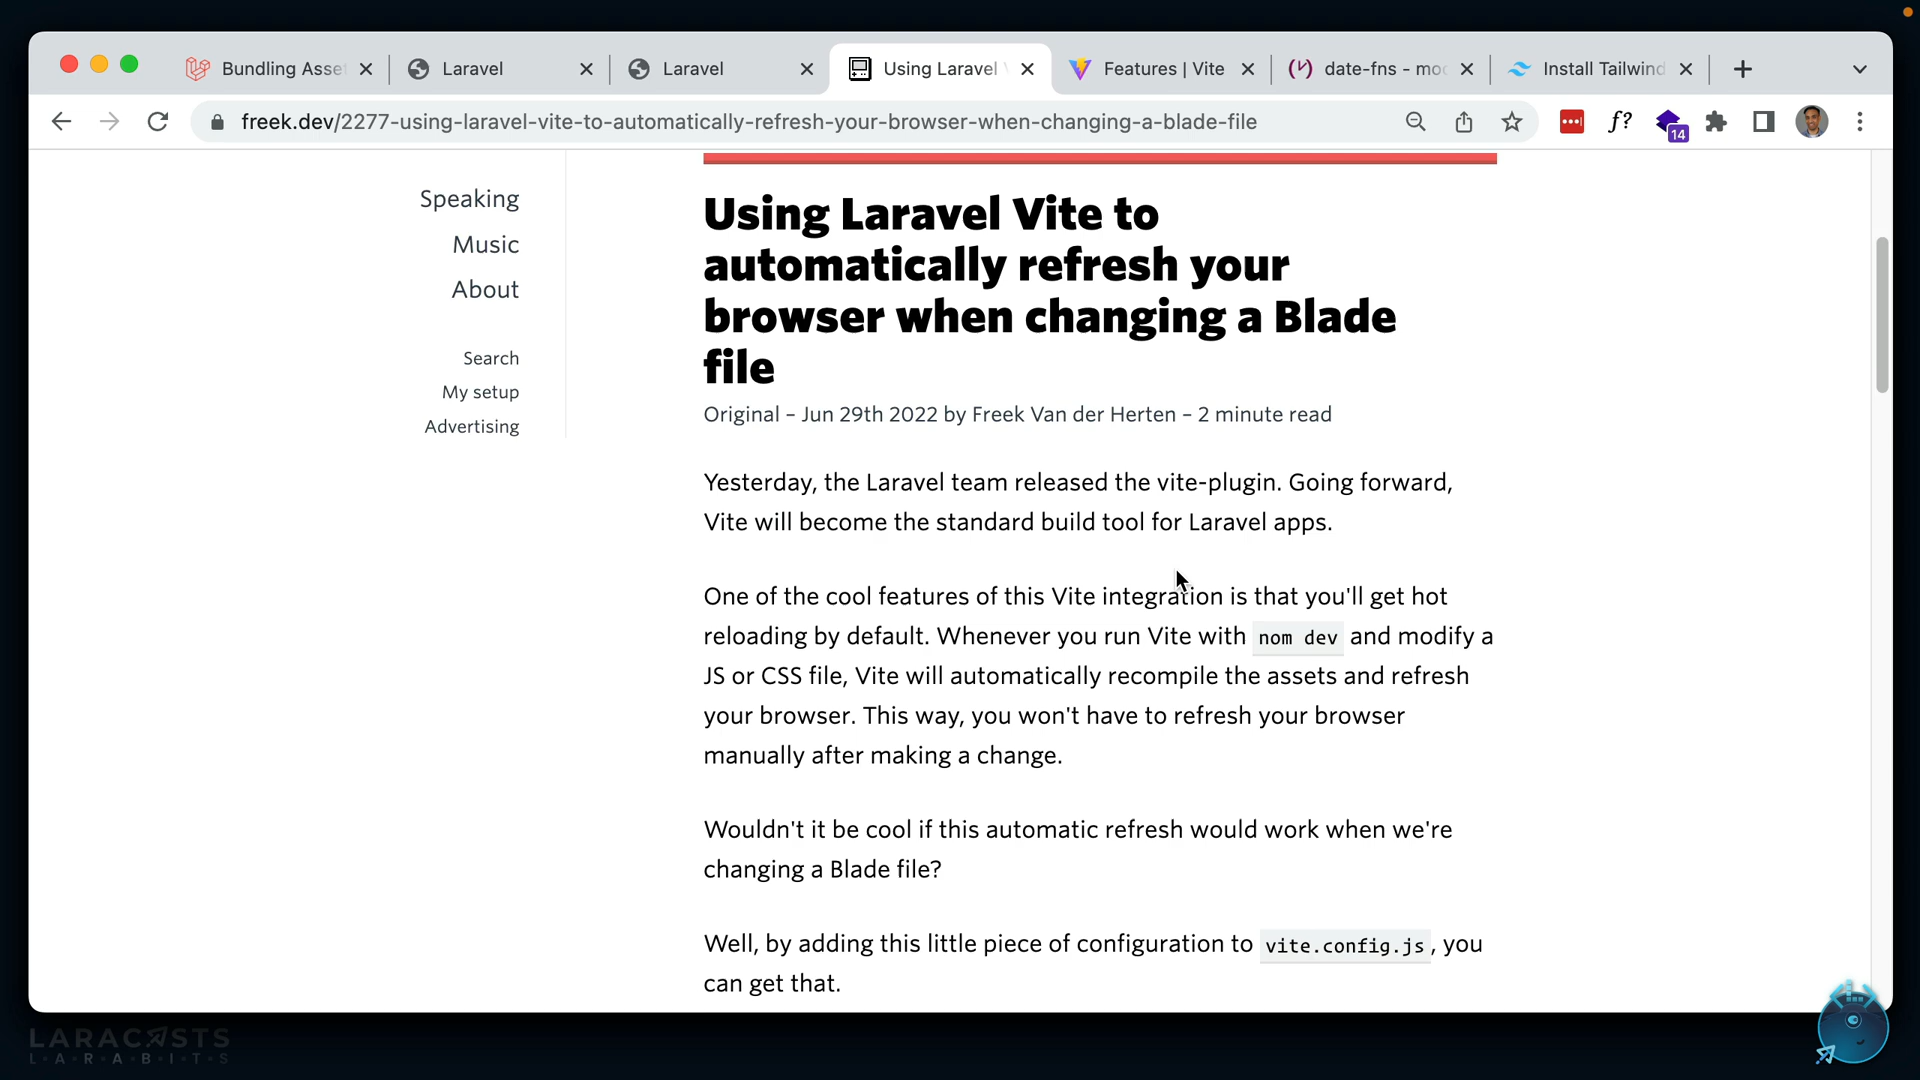 Bundling Asset
Laravel
Laravel
Using Laravel V
Features | Vite
date-fns - mod
Install Tailwind
freek.dev/2277-using-laravel-vite-to-automatically-refresh-your-browser-when-changing-a-blade-file
f?
14
Speaking
Music
About
Search
My setup
Advertising
Using Laravel Vite to
automatically refresh your
browser when changing a Blade
file
Original – Jun 29th 2022 by Freek Van der Herten – 2 minute read
Yesterday, the Laravel team released the vite-plugin. Going forward,
Vite will become the standard build tool for Laravel apps.
One of the cool features of this Vite integration is that you'll get hot
reloading by default. Whenever you run Vite with nom dev and modify a
JS or CSS file, Vite will automatically recompile the assets and refresh
your browser. This way, you won't have to refresh your browser
manually after making a change.
Wouldn't it be cool if this automatic refresh would work when we're
changing a Blade file?
Well, by adding this little piece of configuration to vite.config.js, you
can get that.
LARACASTS
L·A·R·A·B·I·T·S